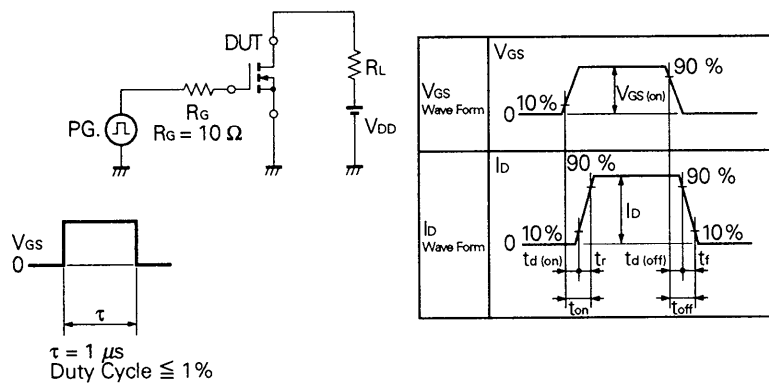 DUT
RL
RG
RG = 10 Ω
PG.
VDD
VGS
0
τ
τ = 1 μs
Duty Cycle ≦ 1%
VGS
Wave Form
VGS
90 %
VGS (on)
10 %
0
ID
Wave Form
ID
90 %
90 %
ID
10 %
10 %
0
td (on) tr td (off) tf
ton toff